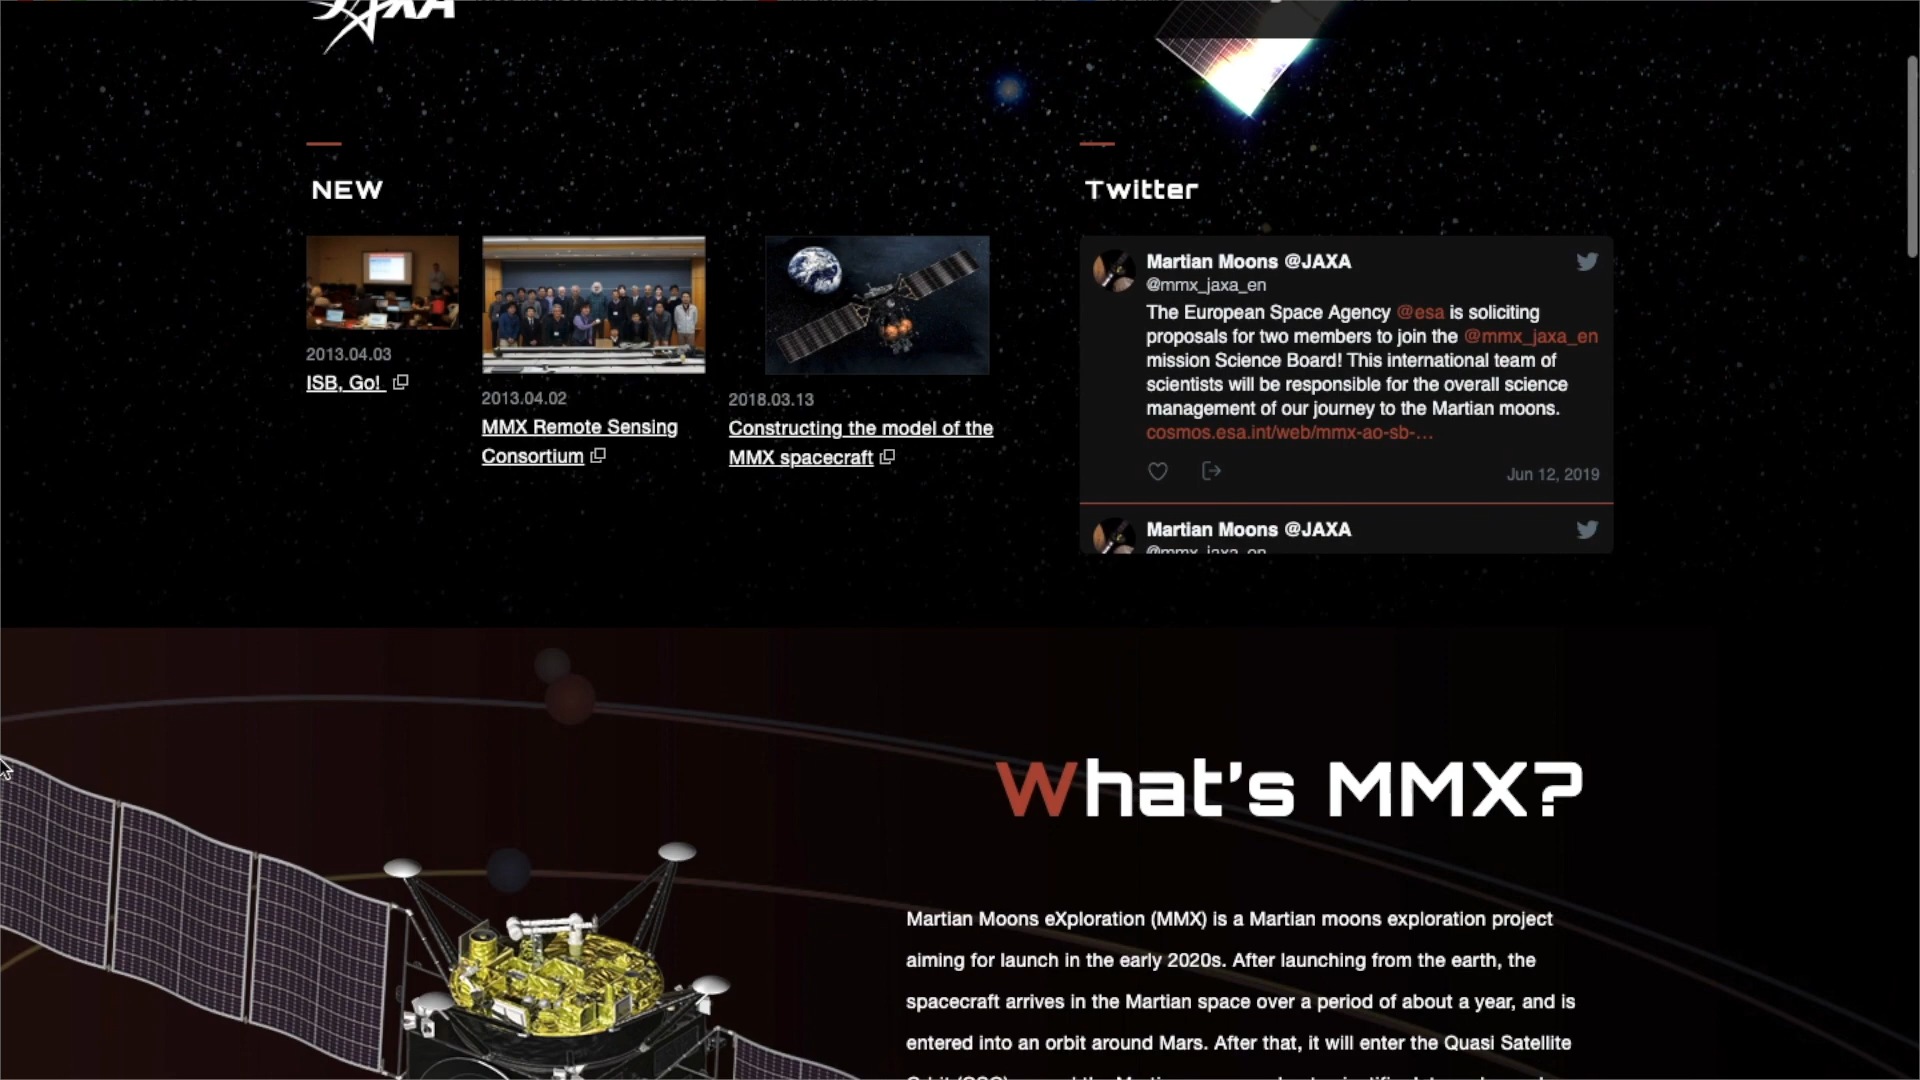 JAXA
NEW
2013.04.03
ISB, Go!
2013.04.02
MMX Remote Sensing
Consortium
2018.03.13
Constructing the model of the
MMX spacecraft
Twitter
Martian Moons @JAXA
@mmx_jaxa_en
The European Space Agency @esa is soliciting
proposals for two members to join the @mmx_jaxa_en
mission Science Board! This international team of
scientists will be responsible for the overall science
management of our journey to the Martian moons.
cosmos.esa.int/web/mmx-ao-sb-…
Jun 12, 2019
Martian Moons @JAXA
@mmx_jaxa_en
What's MMX?
Martian Moons eXploration (MMX) is a Martian moons exploration project
aiming for launch in the early 2020s. After launching from the earth, the
spacecraft arrives in the Martian space over a period of about a year, and is
entered into an orbit around Mars. After that, it will enter the Quasi Satellite